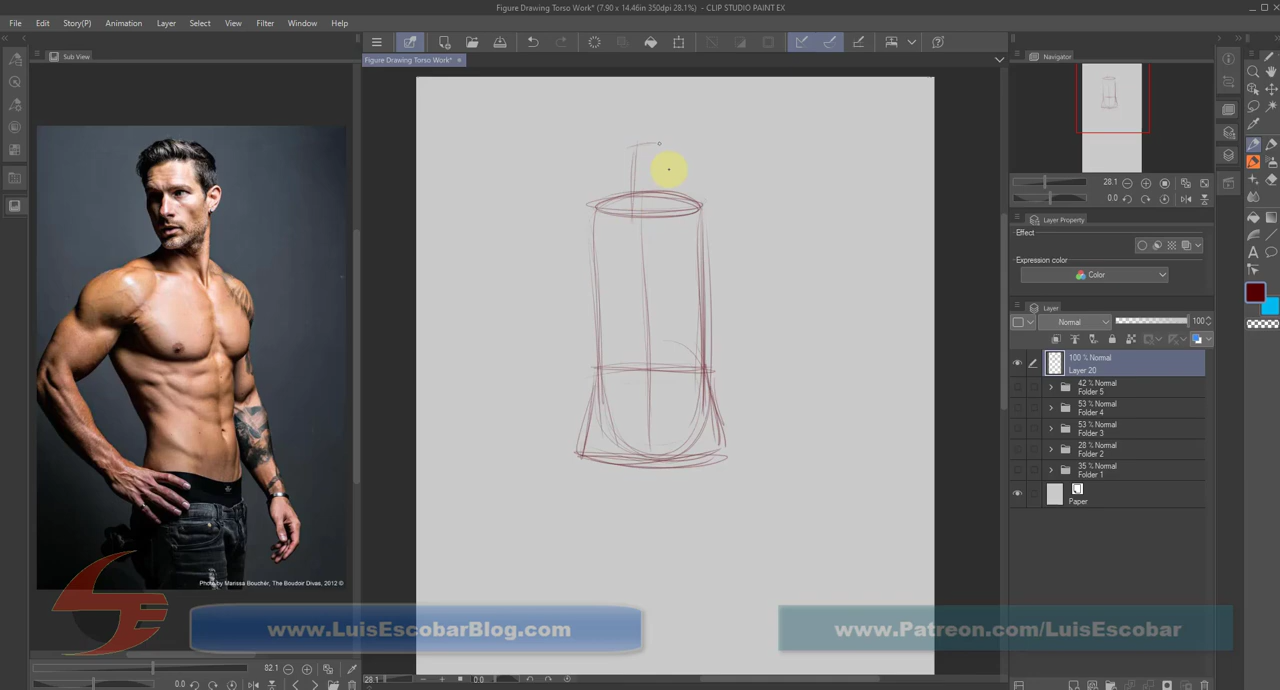 Figure Drawing Torso Work* (7.90 x 14.46in 350dpi 28.1%) - CLIP STUDIO PAINT EX
File Edit Story(P) Animation Layer Select View Filter Window Help
Sub View
Figure Drawing Torso Work*
Navigator
28.1
0.0
Layer Property
Effect
Expression color
Color
Layer
Normal 100
100 % Normal
Layer 20
42 % Normal
Folder 5
53 % Normal
Folder 4
53 % Normal
Folder 3
28 % Normal
Folder 2
35 % Normal
Folder 1
Paper
Photo by Marissa Bouchér, The Boudoir Divas, 2012 ©
www.LuisEscobarBlog.com
www.Patreon.com/LuisEscobar
82.1
0.0
28.1
0.0